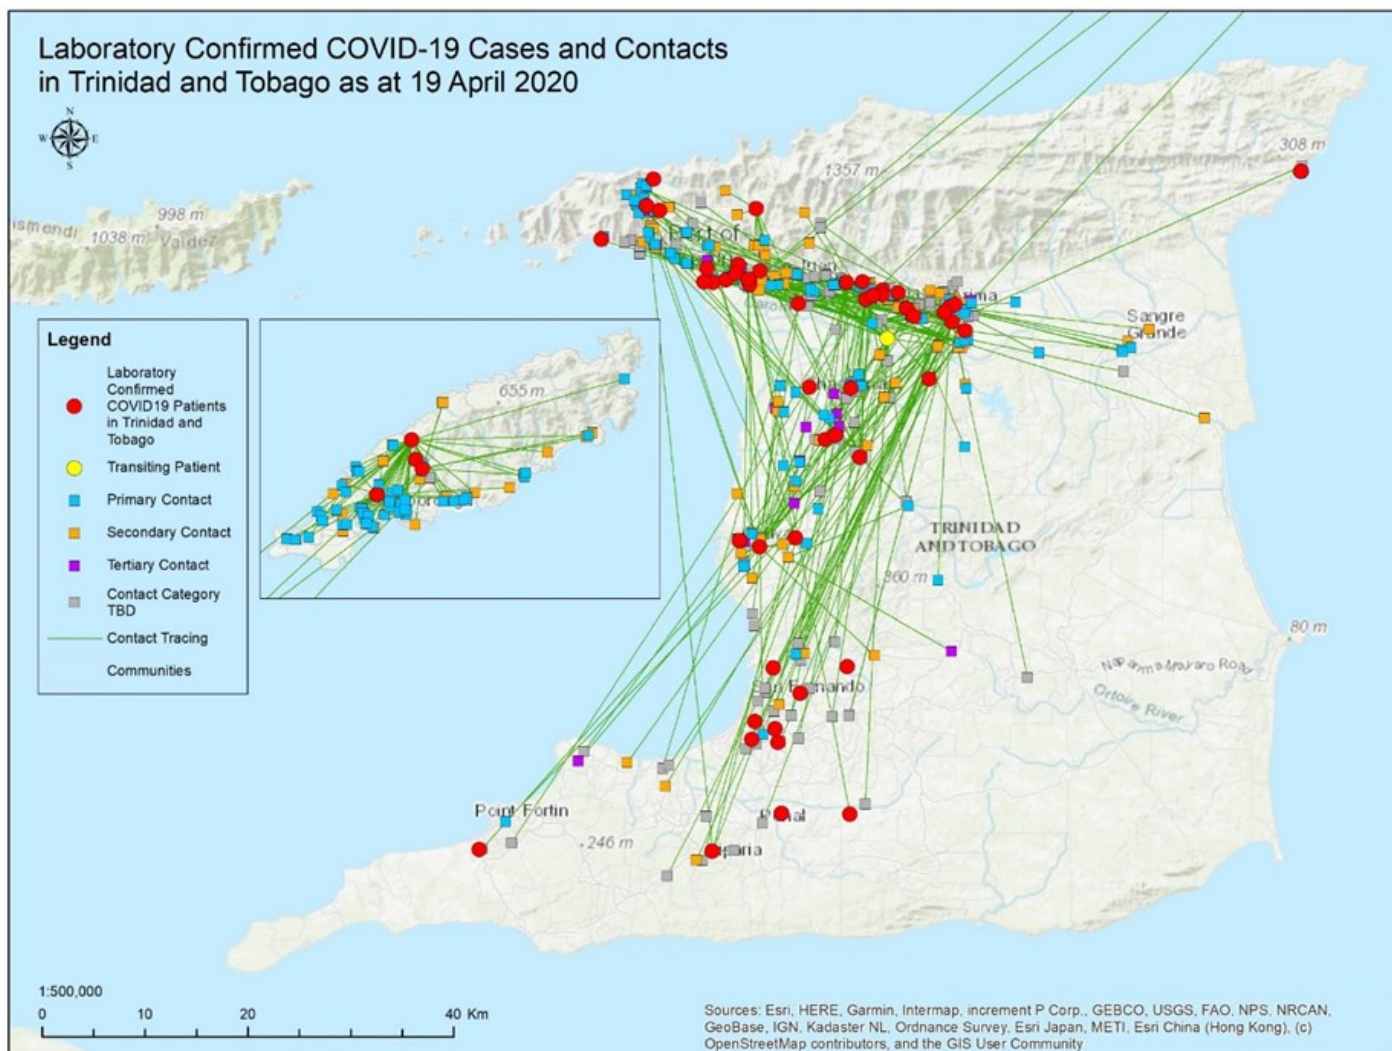 Laboratory Confirmed COVID-19 Cases and Contacts
in Trinidad and Tobago as at 19 April 2020
N
W
E
S
308 m
1357 m
998 m
1038 m
Valdez
Port of
Sangre
Grande
Legend
Laboratory
Confirmed
COVID19 Patients
in Trinidad and
Tobago
Transiting Patient
Primary Contact
Secondary Contact
Tertiary Contact
Contact Category
TBD
Contact Tracing
Communities
655 m
TRINIDAD
AND TOBAGO
360 m
80 m
Ortoire River
San Fernando
Point Fortin
246 m
1:500,000
0 10 20 40 Km
Sources: Esri, HERE, Garmin, Intermap, increment P Corp., GEBCO, USGS, FAO, NPS, NRCAN,
GeoBase, IGN, Kadaster NL, Ordnance Survey, Esri Japan, METI, Esri China (Hong Kong), (c)
OpenStreetMap contributors, and the GIS User Community